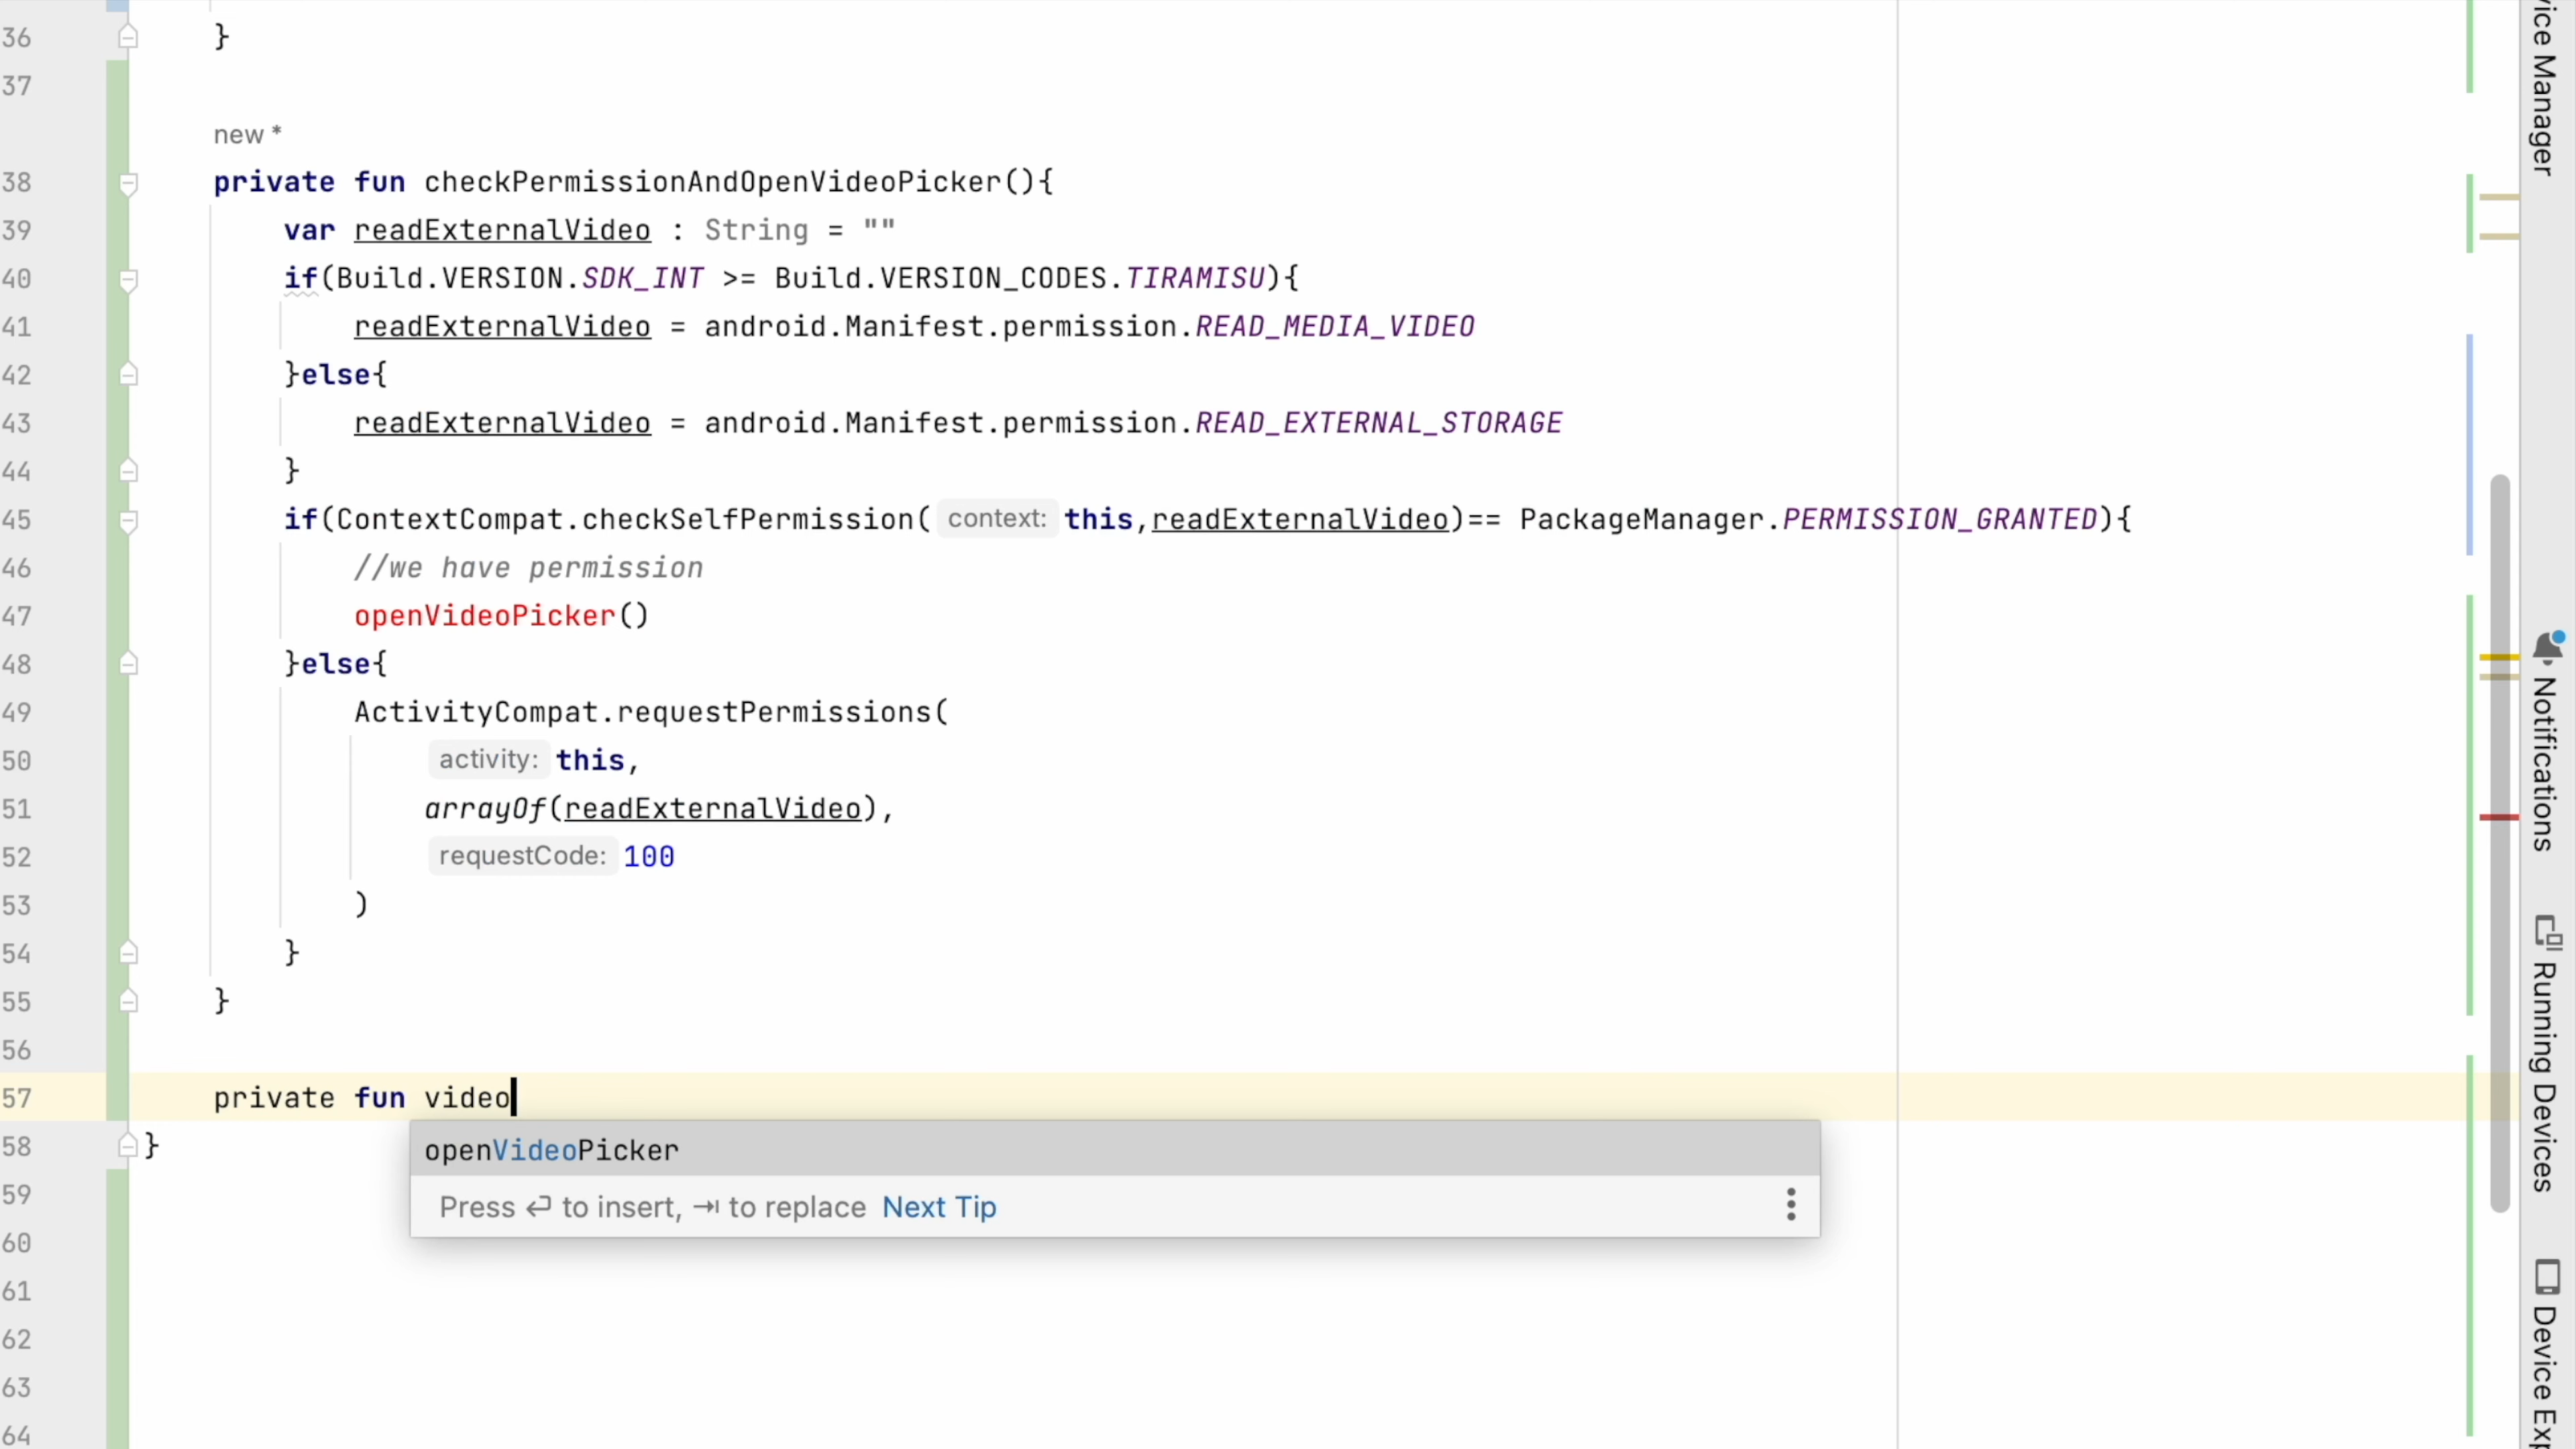 36 }
37
new *
38 private fun checkPermissionAndOpenVideoPicker(){
39 var readExternalVideo : String = ""
40 if(Build.VERSION.SDK_INT >= Build.VERSION_CODES.TIRAMISU){
41 readExternalVideo = android.Manifest.permission.READ_MEDIA_VIDEO
42 }else{
43 readExternalVideo = android.Manifest.permission.READ_EXTERNAL_STORAGE
44 }
45 if(ContextCompat.checkSelfPermission( context: this,readExternalVideo)== PackageManager.PERMISSION_GRANTED){
46 //we have permission
47 openVideoPicker()
48 }else{
49 ActivityCompat.requestPermissions(
50 activity: this,
51 arrayOf(readExternalVideo),
52 requestCode: 100
53 )
54 }
55 }
56
57 private fun video
58 }
openVideoPicker
59
Press ⏎ to insert, ⇥ to replace Next Tip
60
61
62
63
64
Manager
Notifications
Running Devices
Device